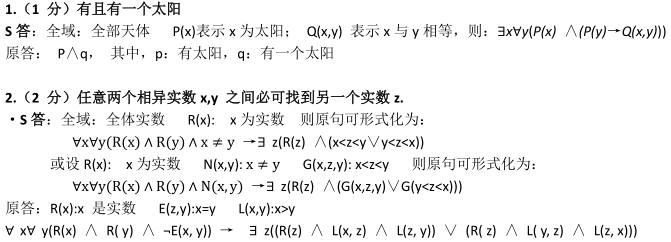 1.（1 分）有且有一个太阳
S 答：全域：全部天体 P(x)表示 x 为太阳； Q(x,y) 表示 x 与 y 相等，则：∃x∀y(P(x) ∧(P(y)→Q(x,y)))
原答： P∧q， 其中，p：有太阳，q：有一个太阳
2.（2 分）任意两个相异实数 x,y 之间必可找到另一个实数 z.
·S 答：全域：全体实数 R(x): x 为实数 则原句可形式化为：
∀x∀y(R(x)∧R(y)∧x≠y →∃ z(R(z) ∧(x<z<y∨y<z<x))
或设 R(x): x 为实数 N(x,y): x≠y G(x,z,y): x<z<y 则原句可形式化为：
∀x∀y(R(x)∧R(y)∧N(x,y) →∃ z(R(z) ∧(G(x,z,y)∨G(y<z<x)))
原答：R(x):x 是实数 E(z,y):x=y L(x,y):x>y
∀ x∀ y(R(x) ∧ R( y) ∧ ¬E(x, y)) → ∃ z((R(z) ∧ L(x, z) ∧ L(z, y)) ∨ (R( z) ∧ L( y, z) ∧ L(z, x)))